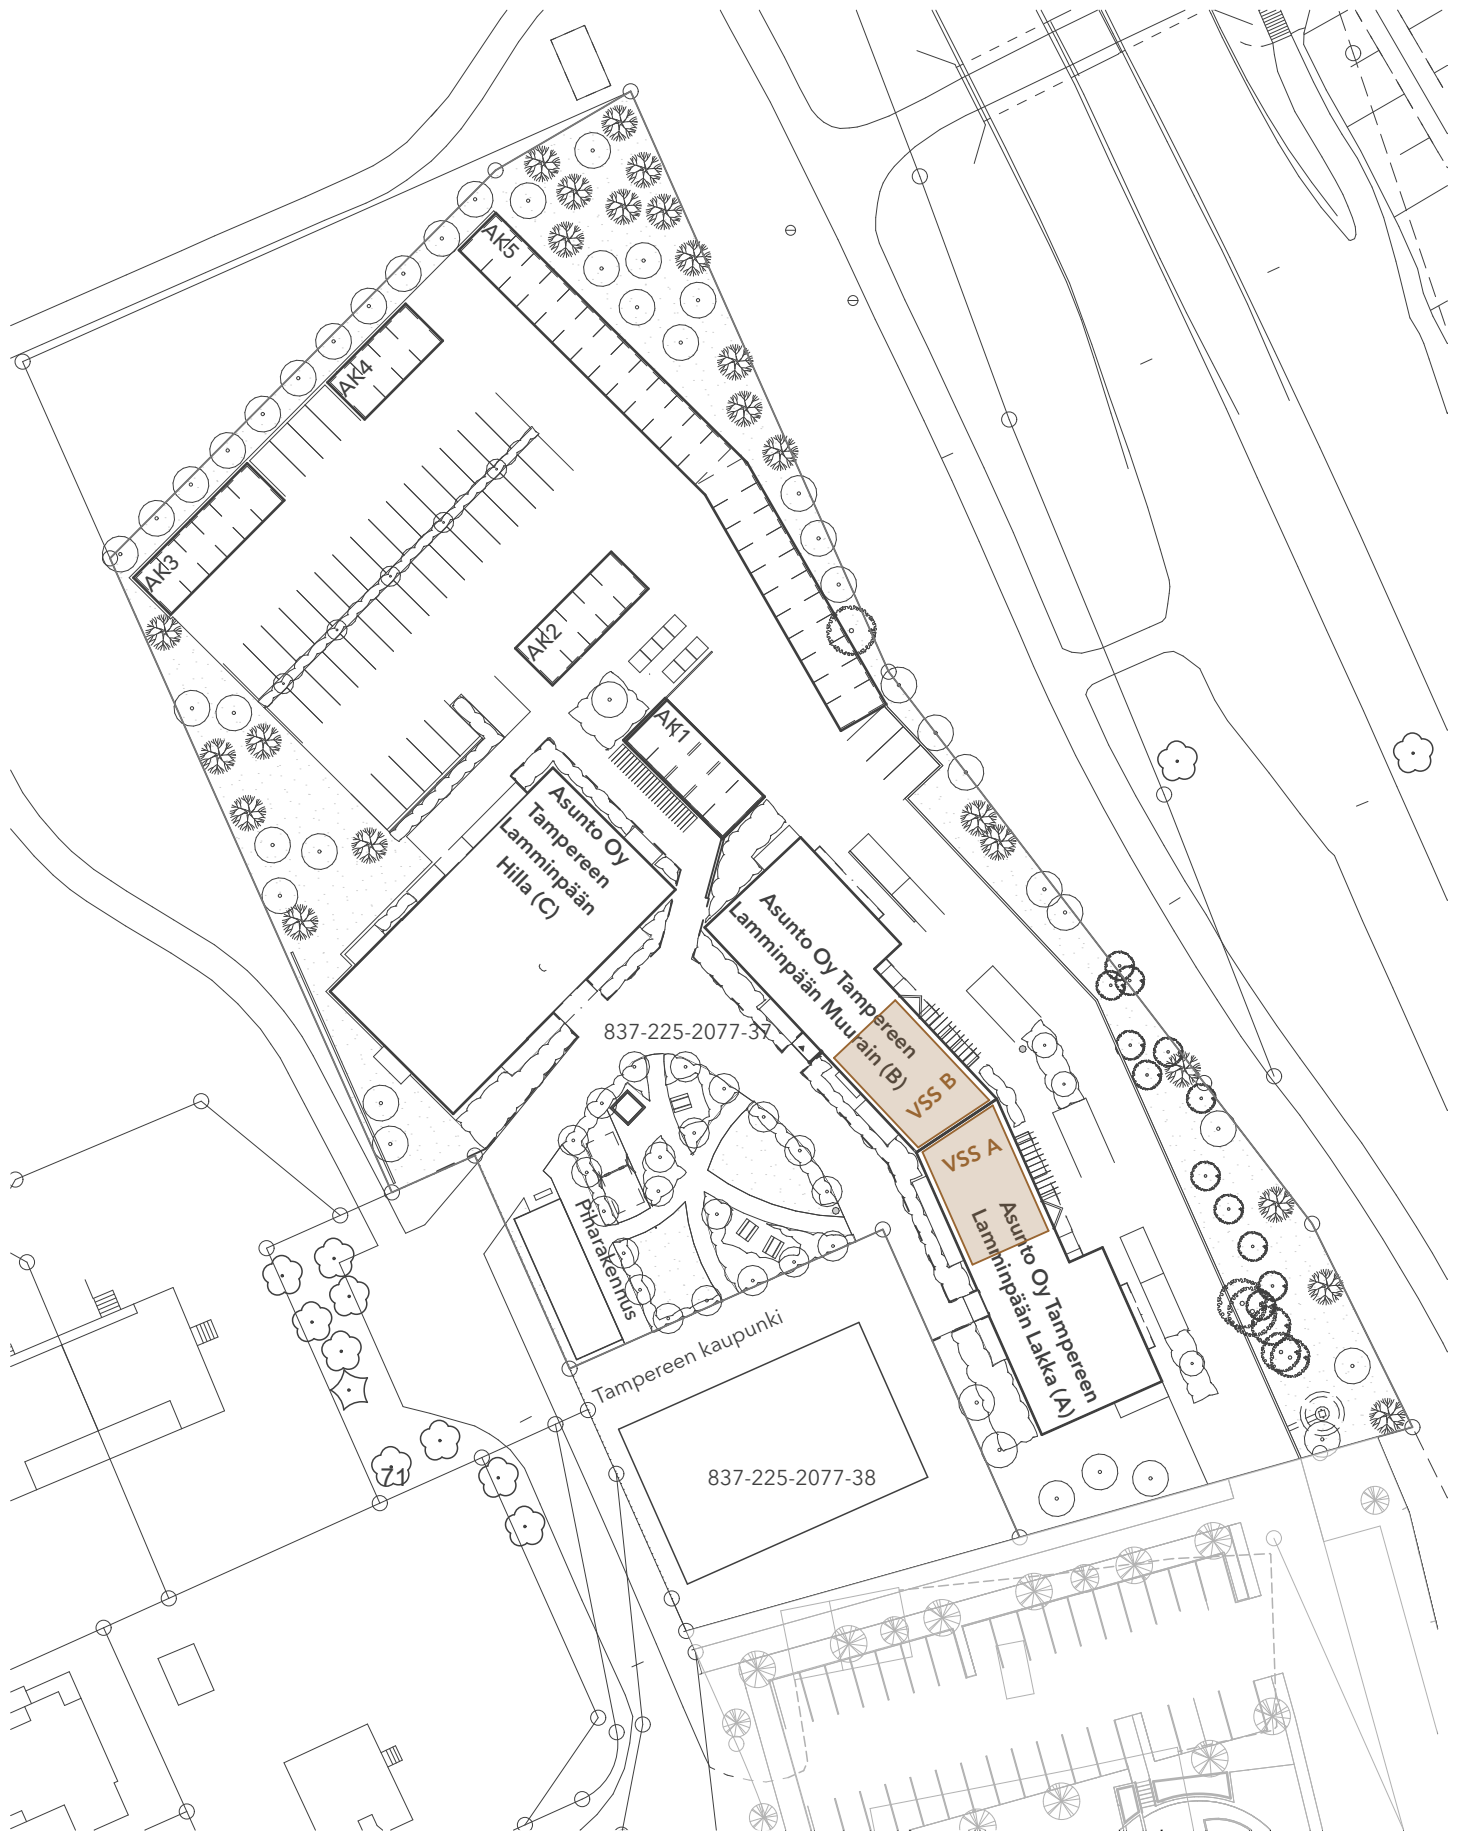 AK5
AK4
AK3
AK2
AK1
Asunto Oy
Tampereen
Lamminpään
Hilla (C)
Asunto Oy Tampereen
Lamminpään Muurain (B)
837-225-2077-37
VSS B
VSS A
Asunto Oy Tampereen
Lamminpään Lakka (A)
Piharakennus
Tampereen kaupunki
71
837-225-2077-38